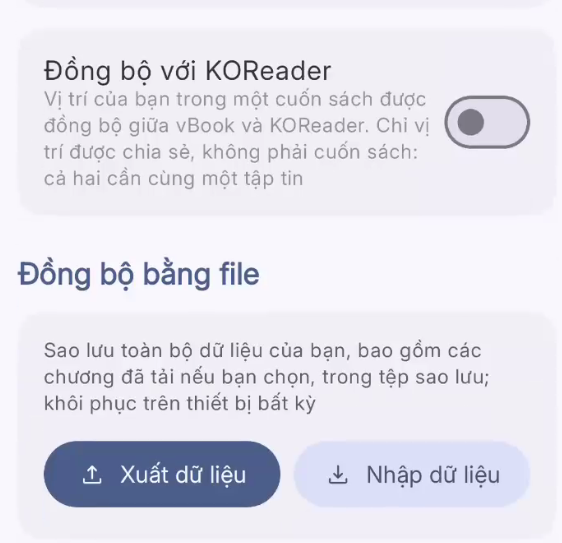 Đồng bộ với KOReader
Vị trí của bạn trong một cuốn sách được
đồng bộ giữa vBook và KOReader. Chỉ vị
trí được chia sẻ, không phải cuốn sách:
cả hai cần cùng một tập tin
Đồng bộ bằng file
Sao lưu toàn bộ dữ liệu của bạn, bao gồm các
chương đã tải nếu bạn chọn, trong tệp sao lưu;
khôi phục trên thiết bị bất kỳ
Xuất dữ liệu
Nhập dữ liệu